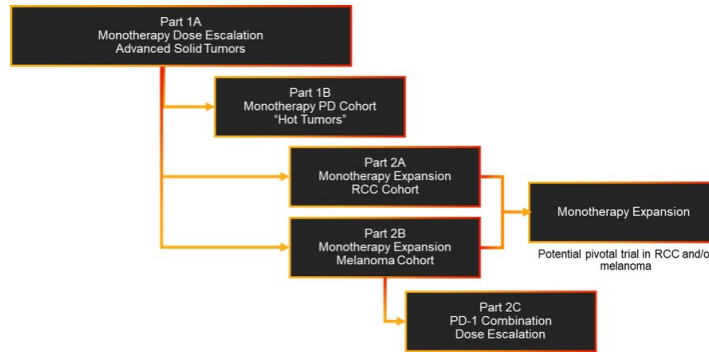 Part 1A
Monotherapy Dose Escalation
Advanced Solid Tumors
Part 1B
Monotherapy PD Cohort
“Hot Tumors”
Part 2A
Monotherapy Expansion
RCC Cohort
Part 2B
Monotherapy Expansion
Melanoma Cohort
Monotherapy Expansion
Potential pivotal trial in RCC and/o
melanoma
Part 2C
PD-1 Combination
Dose Escalation